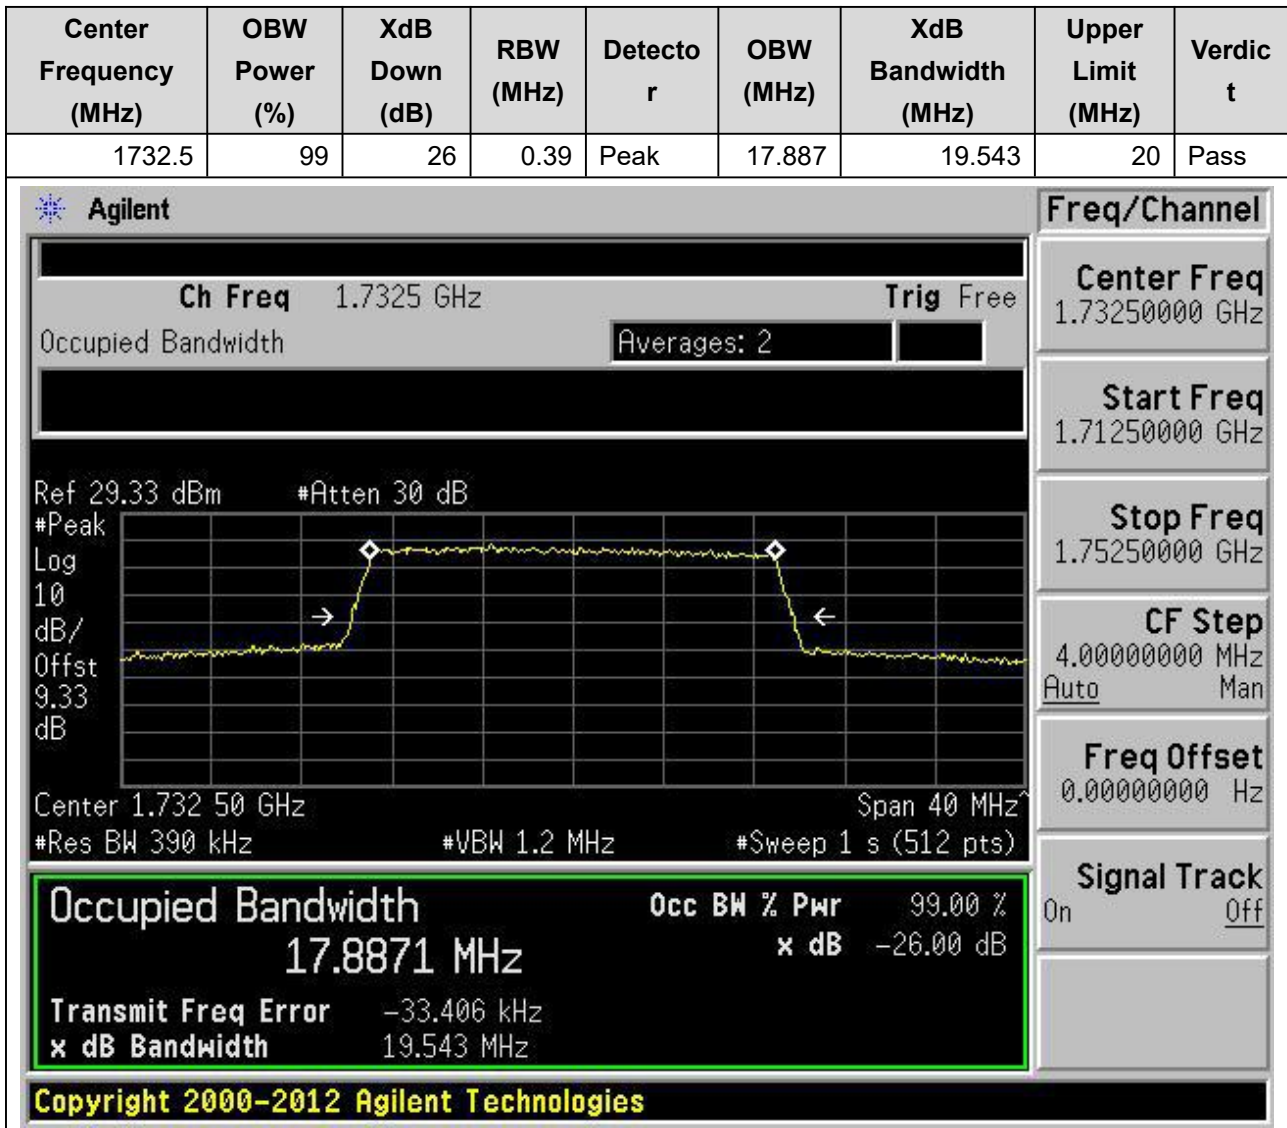 Center Frequency (MHz) OBW Power (%) XdB Down (dB) RBW (MHz) Detector OBW (MHz) XdB Bandwidth (MHz) Upper Limit (MHz) Verdict
1732.5 99 26 0.39 Peak 17.887 19.543 20 Pass
Agilent
Ch Freq 1.7325 GHz Trig Free
Occupied Bandwidth Averages: 2
Ref 29.33 dBm #Atten 30 dB
#Peak
Log
10
dB/
Offst
9.33
dB
Center 1.732 50 GHz Span 40 MHz^
#Res BW 390 kHz #VBW 1.2 MHz #Sweep 1 s (512 pts)
Occupied Bandwidth Occ BW % Pwr 99.00 %
17.8871 MHz x dB -26.00 dB
Transmit Freq Error -33.406 kHz
x dB Bandwidth 19.543 MHz
Freq/Channel
Center Freq
1.73250000 GHz
Start Freq
1.71250000 GHz
Stop Freq
1.75250000 GHz
CF Step
4.00000000 MHz
Auto Man
Freq Offset
0.00000000 Hz
Signal Track
On Off
Copyright 2000-2012 Agilent Technologies